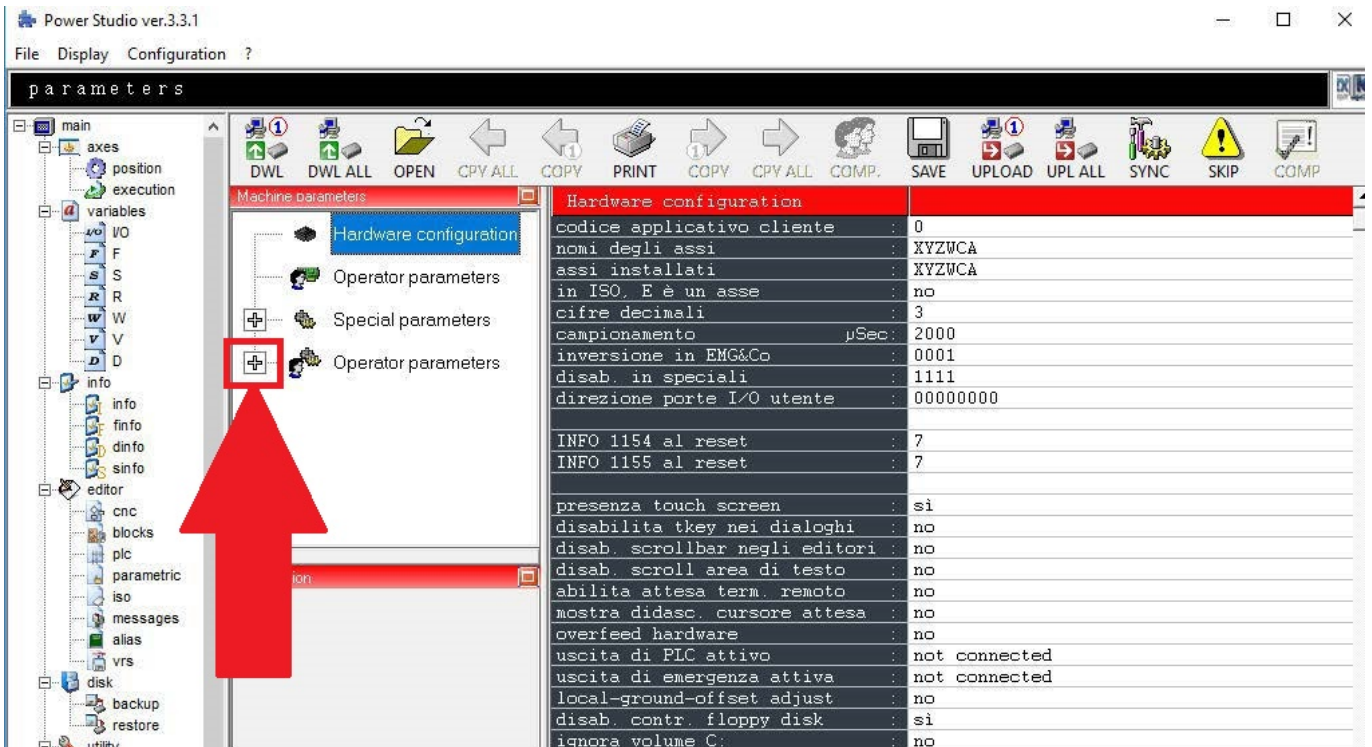 Power Studio ver.3.3.1
File Display Configuration ?
parameters
main
axes
position
execution
variables
I/O I/O
F F
S S
R R
W W
V V
D D
info
info
finfo
dinfo
sinfo
editor
cnc
blocks
plc
parametric
iso
messages
alias
vrs
disk
backup
restore
utility
DWL DWL ALL OPEN CPY ALL COPY PRINT COPY CPY ALL COMP. SAVE UPLOAD UPL ALL SYNC SKIP COMP
Machine parameters
Hardware configuration
Operator parameters
Special parameters
Operator parameters
ion
Hardware configuration
codice applicativo cliente : 0
nomi degli assi : XYZWCA
assi installati : XYZWCA
in ISO, E è un asse : no
cifre decimali : 3
campionamento µSec: 2000
inversione in EMG&Co : 0001
disab. in speciali : 1111
direzione porte I/O utente : 00000000
INFO 1154 al reset : 7
INFO 1155 al reset : 7
presenza touch screen : sì
disabilita tkey nei dialoghi : no
disab. scrollbar negli editori : no
disab. scroll area di testo : no
abilita attesa term. remoto : no
mostra didasc. cursore attesa : no
overfeed hardware : no
uscita di PLC attivo : not connected
uscita di emergenza attiva : not connected
local-ground-offset adjust : no
disab. contr. floppy disk : sì
ignora volume C: : no